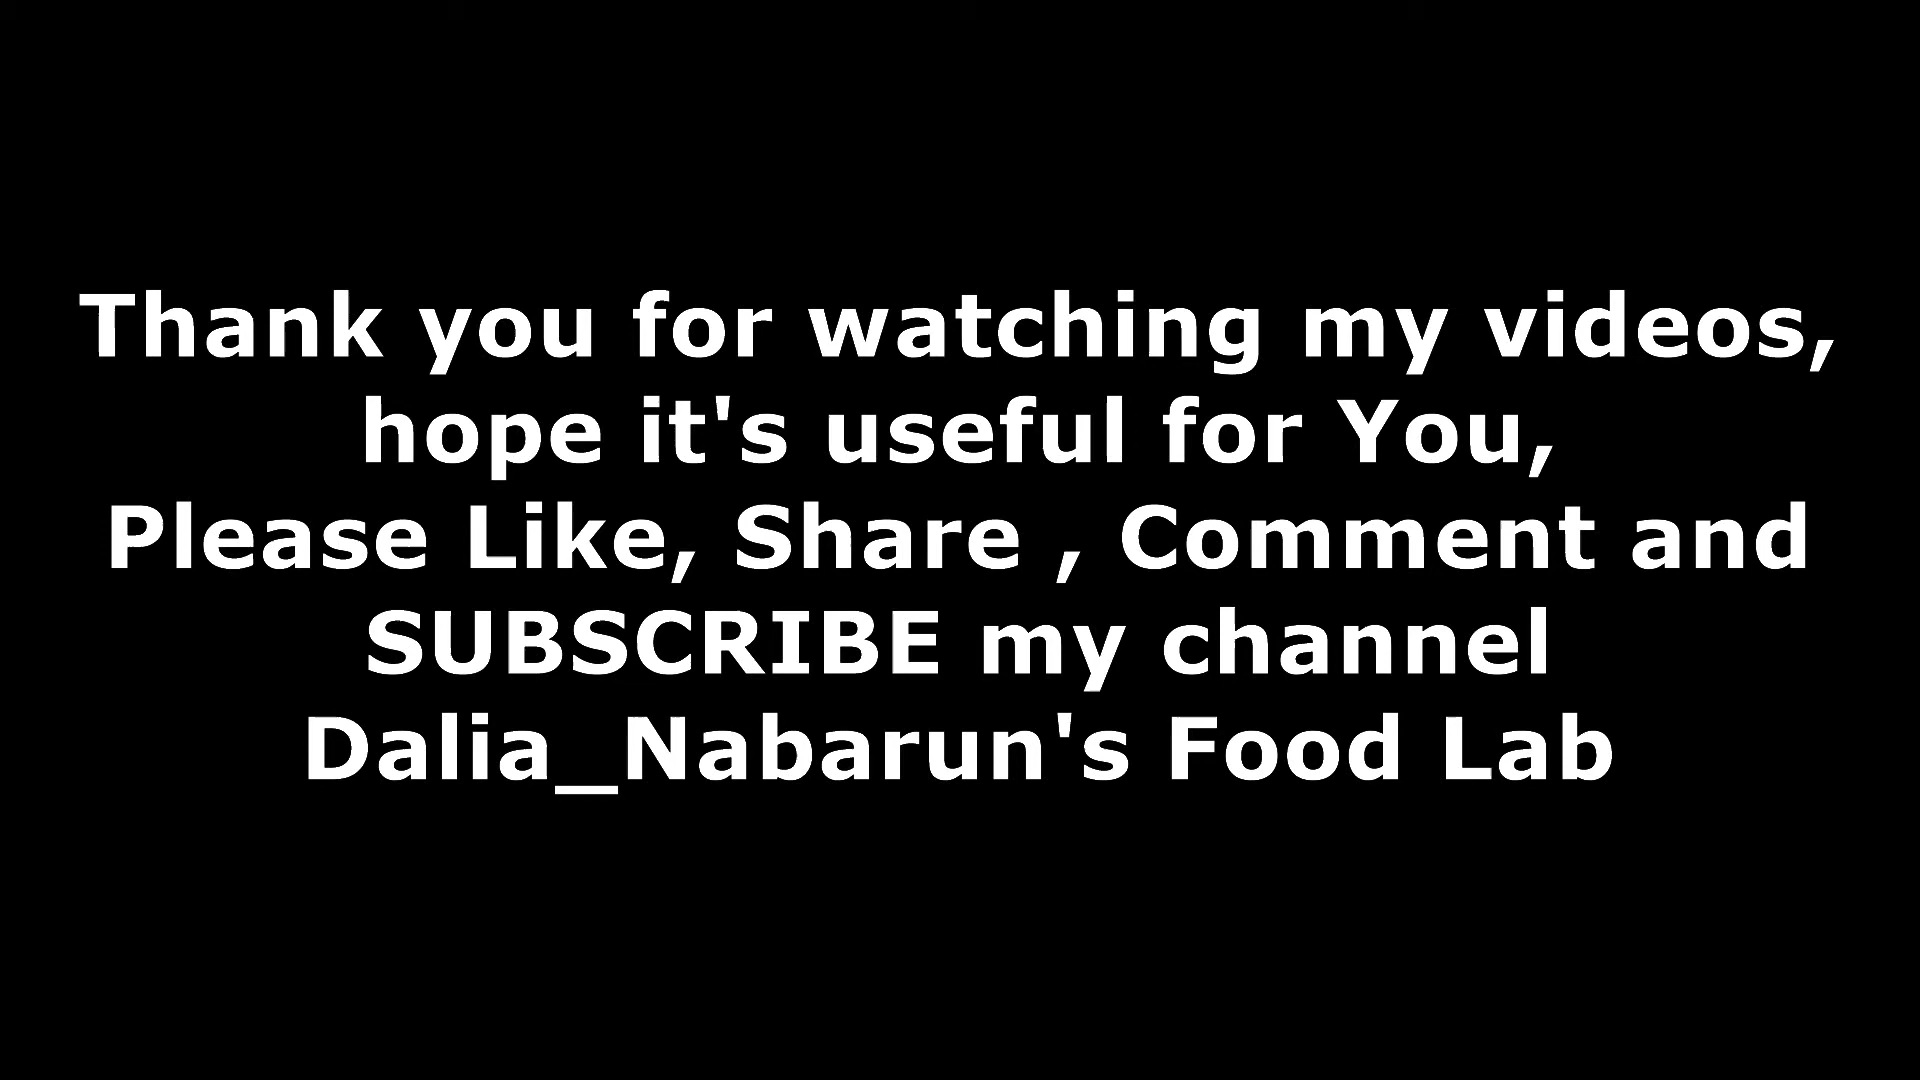 Thank you for watching my videos,
hope it's useful for You,
Please Like, Share , Comment and
SUBSCRIBE my channel
Dalia_Nabarun's Food Lab